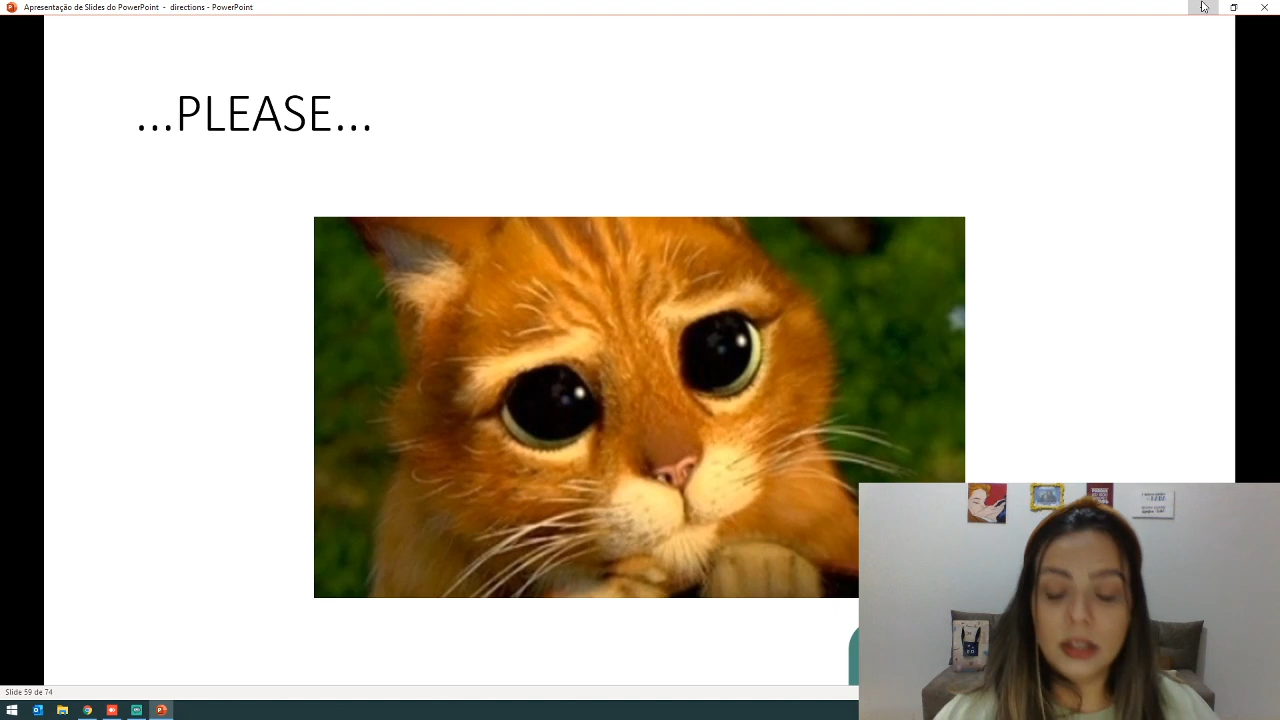 Apresentação de Slides do PowerPoint - directions - PowerPoint
...PLEASE...
Slide 59 de 74